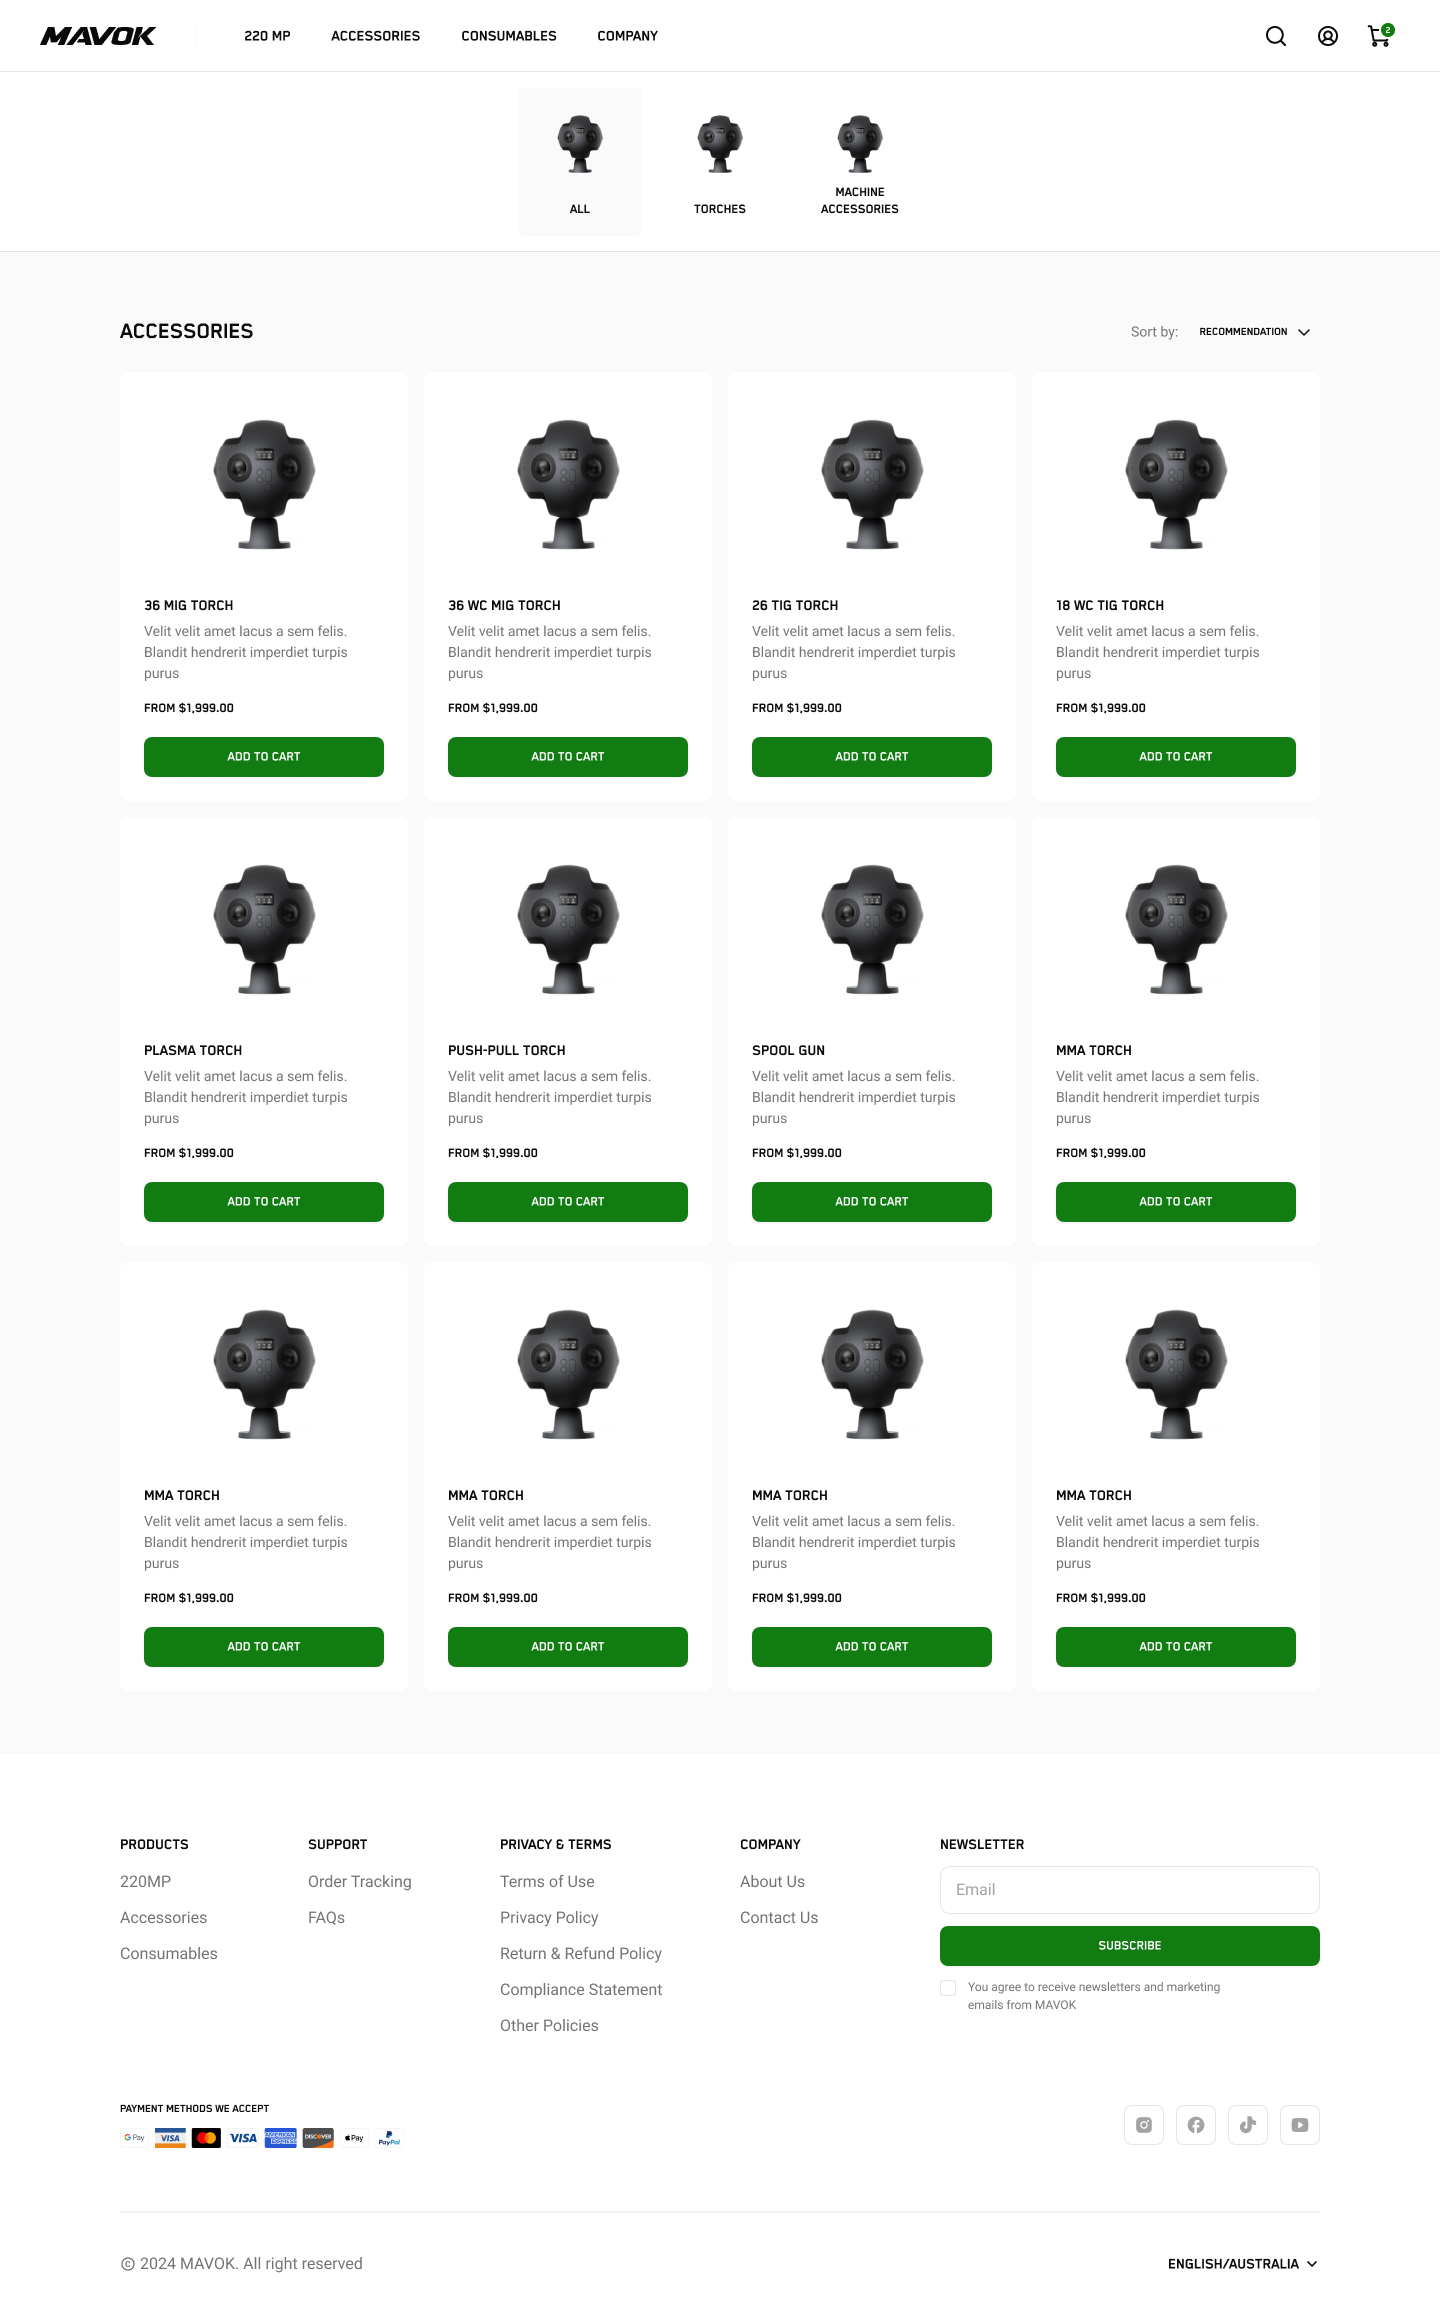 MAVOK
220 MP
ACCESSORIES
CONSUMABLES
COMPANY
2
ALL
TORCHES
MACHINE
ACCESSORIES
ACCESSORIES
Sort by:
RECOMMENDATION
36 MIG TORCH
Velit velit amet lacus a sem felis.
Blandit hendrerit imperdiet turpis
purus
FROM $1,999.00
ADD TO CART
36 WC MIG TORCH
Velit velit amet lacus a sem felis.
Blandit hendrerit imperdiet turpis
purus
FROM $1,999.00
ADD TO CART
26 TIG TORCH
Velit velit amet lacus a sem felis.
Blandit hendrerit imperdiet turpis
purus
FROM $1,999.00
ADD TO CART
18 WC TIG TORCH
Velit velit amet lacus a sem felis.
Blandit hendrerit imperdiet turpis
purus
FROM $1,999.00
ADD TO CART
PLASMA TORCH
Velit velit amet lacus a sem felis.
Blandit hendrerit imperdiet turpis
purus
FROM $1,999.00
ADD TO CART
PUSH-PULL TORCH
Velit velit amet lacus a sem felis.
Blandit hendrerit imperdiet turpis
purus
FROM $1,999.00
ADD TO CART
SPOOL GUN
Velit velit amet lacus a sem felis.
Blandit hendrerit imperdiet turpis
purus
FROM $1,999.00
ADD TO CART
MMA TORCH
Velit velit amet lacus a sem felis.
Blandit hendrerit imperdiet turpis
purus
FROM $1,999.00
ADD TO CART
MMA TORCH
Velit velit amet lacus a sem felis.
Blandit hendrerit imperdiet turpis
purus
FROM $1,999.00
ADD TO CART
MMA TORCH
Velit velit amet lacus a sem felis.
Blandit hendrerit imperdiet turpis
purus
FROM $1,999.00
ADD TO CART
MMA TORCH
Velit velit amet lacus a sem felis.
Blandit hendrerit imperdiet turpis
purus
FROM $1,999.00
ADD TO CART
MMA TORCH
Velit velit amet lacus a sem felis.
Blandit hendrerit imperdiet turpis
purus
FROM $1,999.00
ADD TO CART
PRODUCTS
220MP
Accessories
Consumables
SUPPORT
Order Tracking
FAQs
PRIVACY & TERMS
Terms of Use
Privacy Policy
Return & Refund Policy
Compliance Statement
Other Policies
COMPANY
About Us
Contact Us
NEWSLETTER
Email
SUBSCRIBE
You agree to receive newsletters and marketing
emails from MAVOK
PAYMENT METHODS WE ACCEPT
G Pay
VISA
VISA
AMERICAN
EXPRESS
DISCOVER
Pay
PayPal
© 2024 MAVOK. All right reserved
ENGLISH/AUSTRALIA